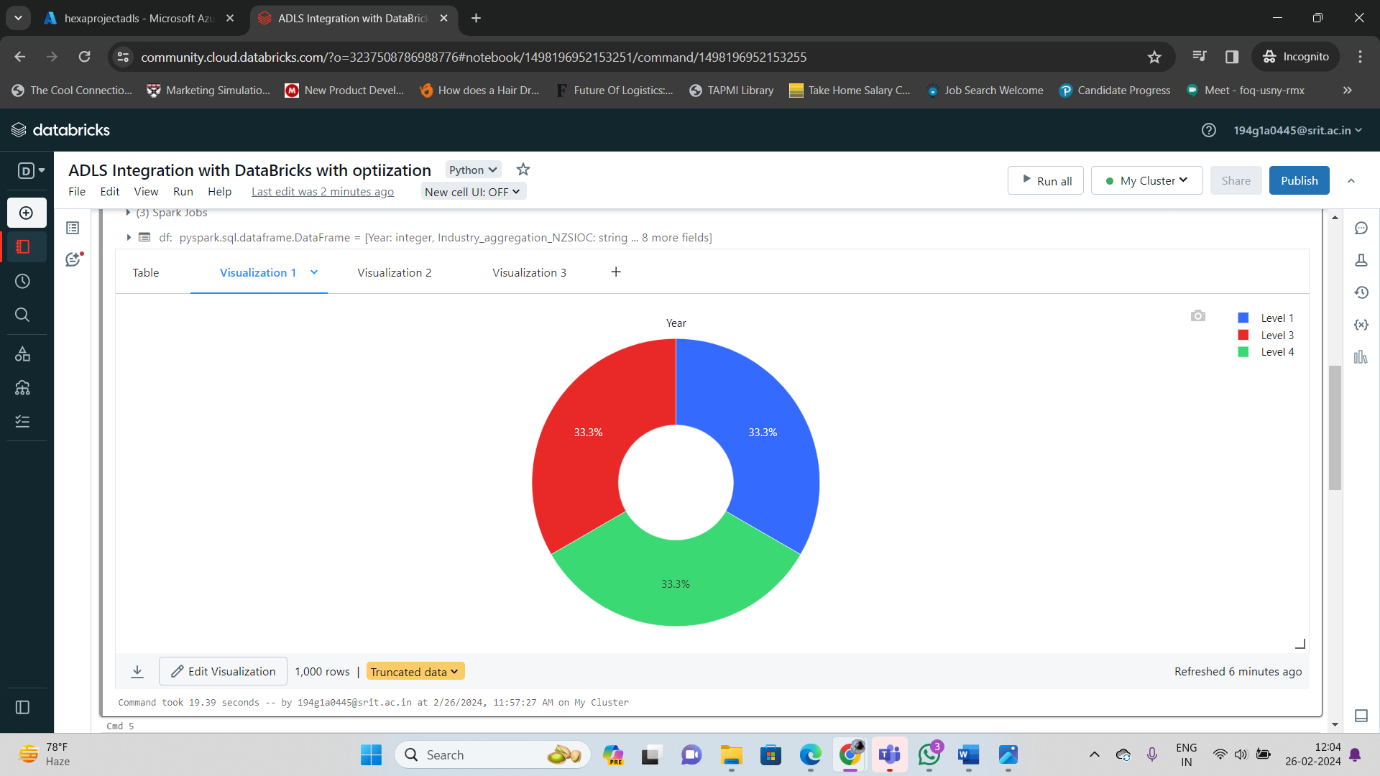 hexaprojectadls - Microsoft Az
ADLS Integration with DataBric
community.cloud.databricks.com/?o=3237508786988776#notebook/1498196952153251/command/1498196952153255
Incognito
The Cool Connectio...
Marketing Simulatio...
New Product Devel...
How does a Hair Dr...
Future Of Logistics:...
TAPMI Library
Take Home Salary C...
Job Search Welcome
Candidate Progress
Meet - foq-usny-rmx
databricks
194g1a0445@srit.ac.in
D
ADLS Integration with DataBricks with optiization
Python
File Edit View Run Help Last edit was 2 minutes ago New cell UI: OFF
Run all
My Cluster
Share
Publish
(3) Spark Jobs
df: pyspark.sql.dataframe.DataFrame = [Year: integer, Industry_aggregation_NZSIOC: string ... 8 more fields]
Table
Visualization 1
Visualization 2
Visualization 3
+
Year
Level 1
Level 3
Level 4
33.3%
33.3%
33.3%
Edit Visualization
1,000 rows |
Truncated data
Refreshed 6 minutes ago
Command took 19.39 seconds -- by 194g1a0445@srit.ac.in at 2/26/2024, 11:57:27 AM on My Cluster
Cmd 5
78°F
Haze
Search
PRE
3
ENG
IN
12:04
26-02-2024